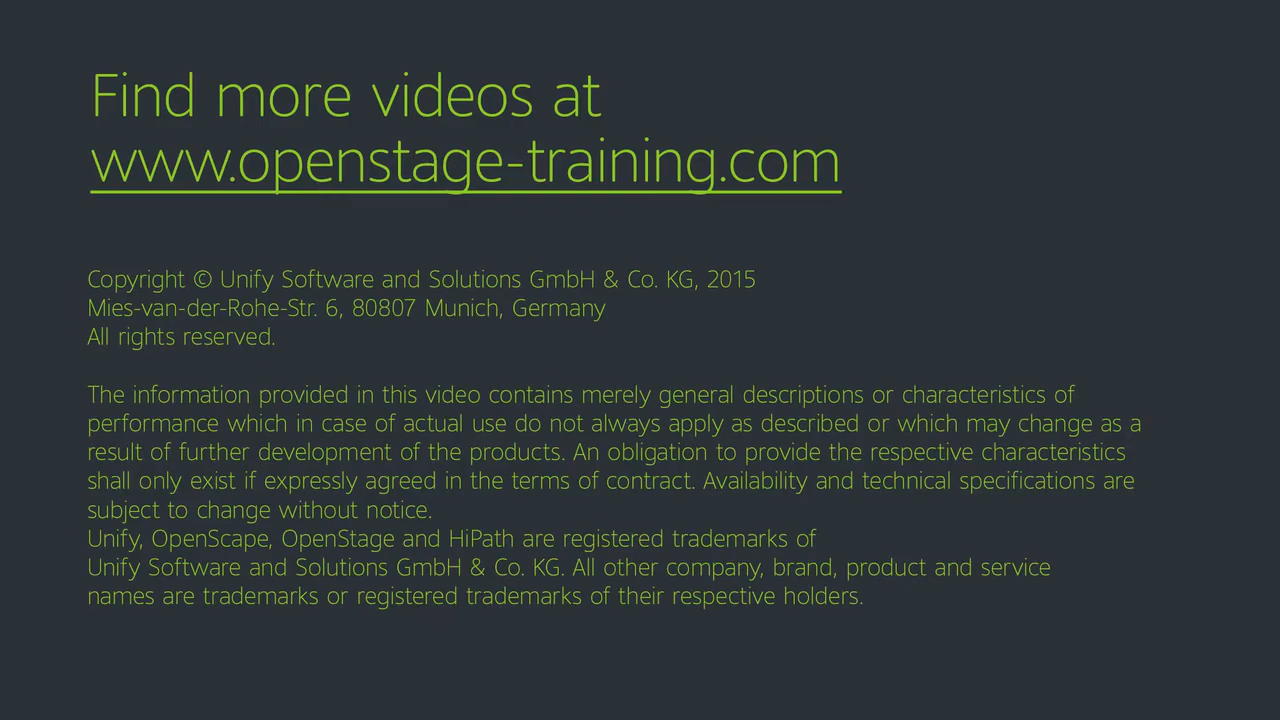 Find more videos at
www.openstage-training.com
Copyright © Unify Software and Solutions GmbH & Co. KG, 2015
Mies-van-der-Rohe-Str. 6, 80807 Munich, Germany
All rights reserved.
The information provided in this video contains merely general descriptions or characteristics of
performance which in case of actual use do not always apply as described or which may change as a
result of further development of the products. An obligation to provide the respective characteristics
shall only exist if expressly agreed in the terms of contract. Availability and technical specifications are
subject to change without notice.
Unify, OpenScape, OpenStage and HiPath are registered trademarks of
Unify Software and Solutions GmbH & Co. KG. All other company, brand, product and service
names are trademarks or registered trademarks of their respective holders.